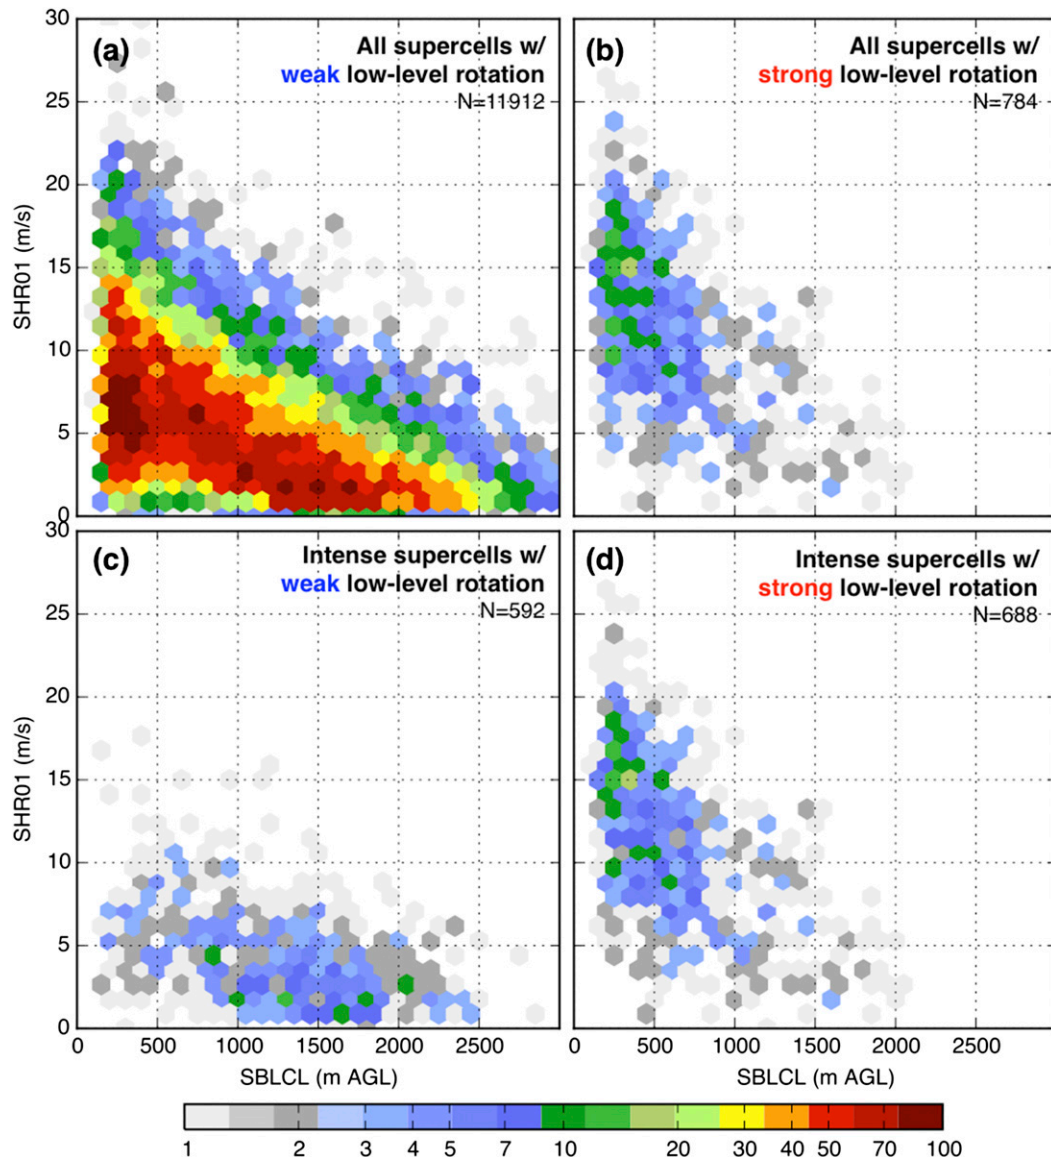 30
25
20
15
10
5
0
SHR01 (m/s)
(a)
All supercells w/
weak low-level rotation
N=11912
(b)
All supercells w/
strong low-level rotation
N=784
30
25
20
15
10
5
0
SHR01 (m/s)
(c)
Intense supercells w/
weak low-level rotation
N=592
(d)
Intense supercells w/
strong low-level rotation
N=688
0 500 1000 1500 2000 2500
SBLCL (m AGL)
500 1000 1500 2000 2500
SBLCL (m AGL)
1 2 3 4 5 7 10 20 30 40 50 70 100